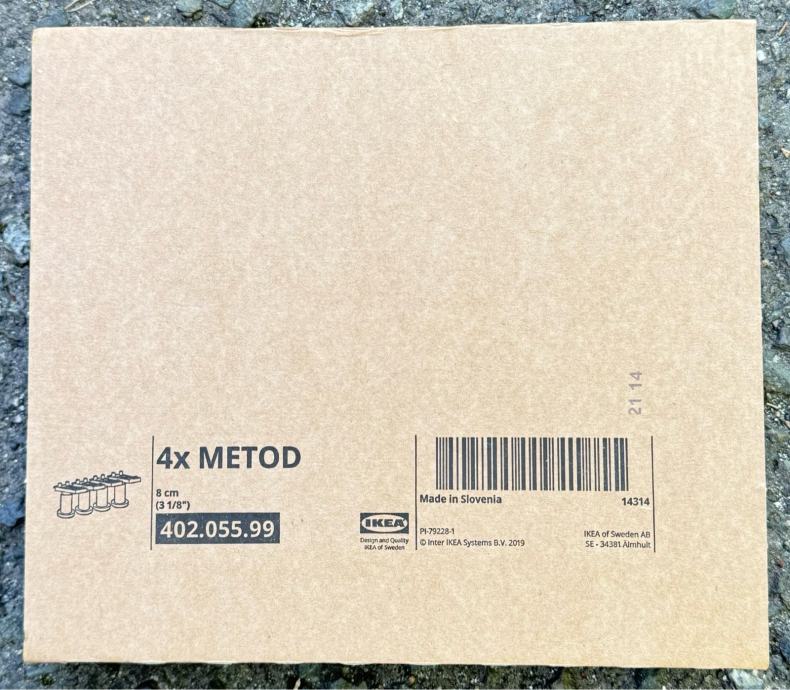 21 14
4x METOD
8 cm
(3 1/8")
402.055.99
IKEA
Design and Quality
IKEA of Sweden
Made in Slovenia
14314
PI-79228-1
© Inter IKEA Systems B.V. 2019
IKEA of Sweden AB
SE - 34381 Älmhult